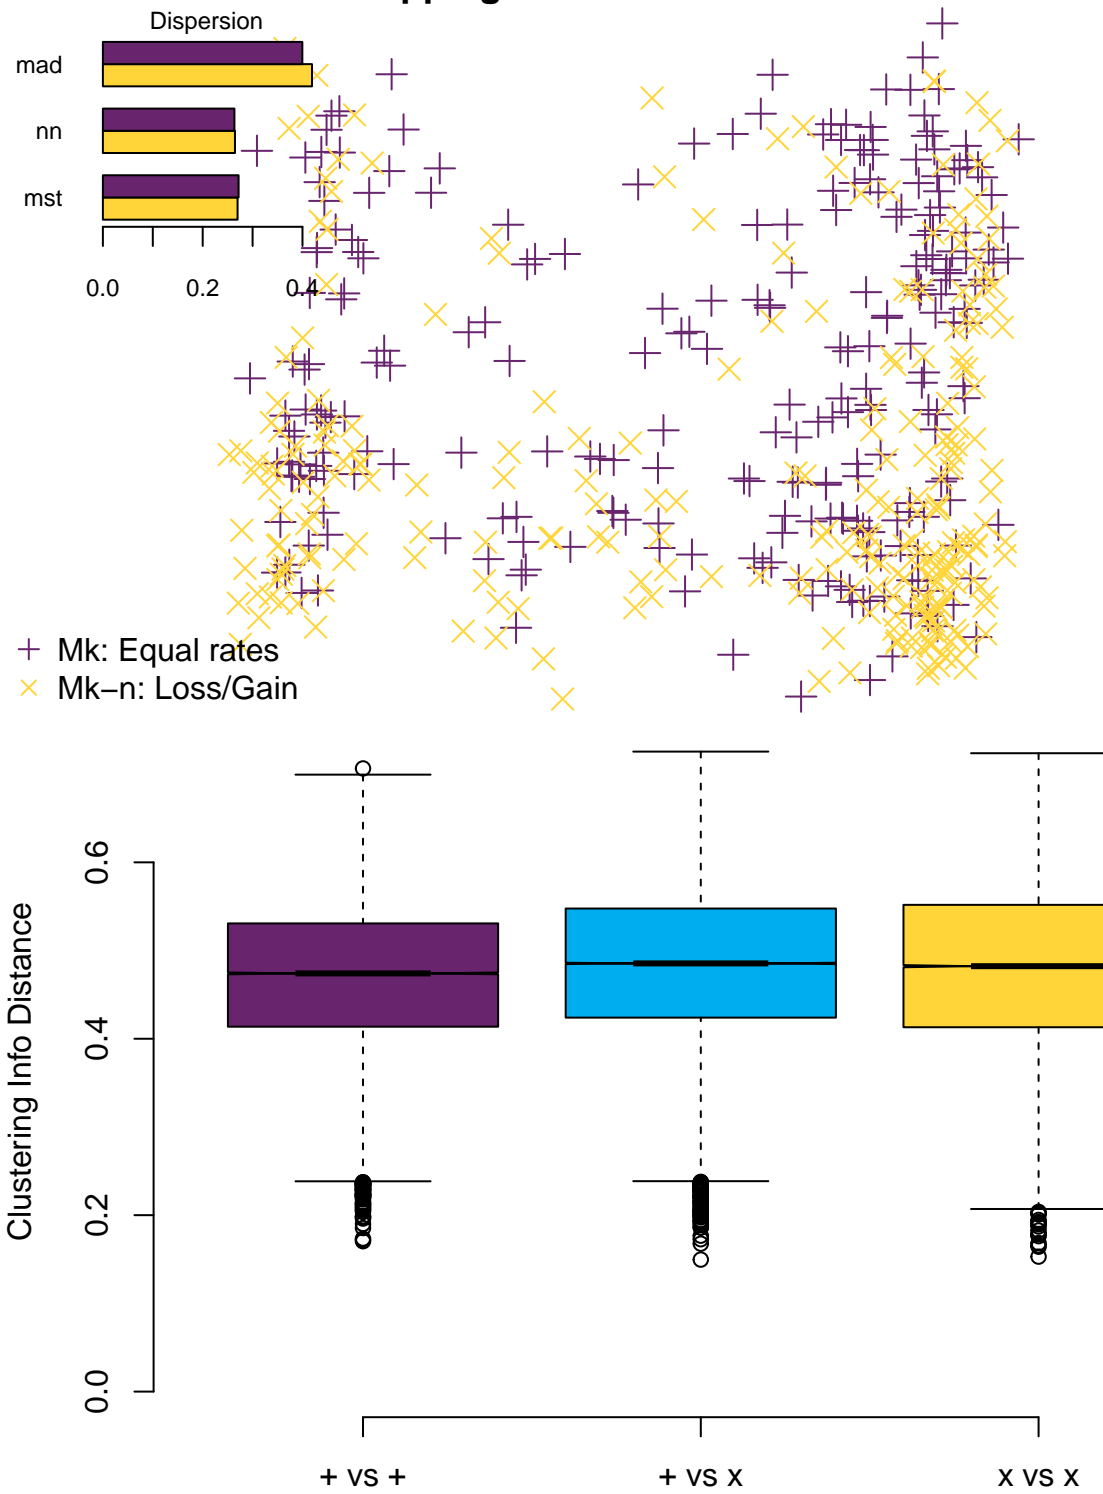 Dispersion
mad
nn
mst
0.0 0.2 0.4
+ Mk: Equal rates
× Mk−n: Loss/Gain
Clustering Info Distance
0.6
0.4
0.2
0.0
+ vs + + vs x x vs x